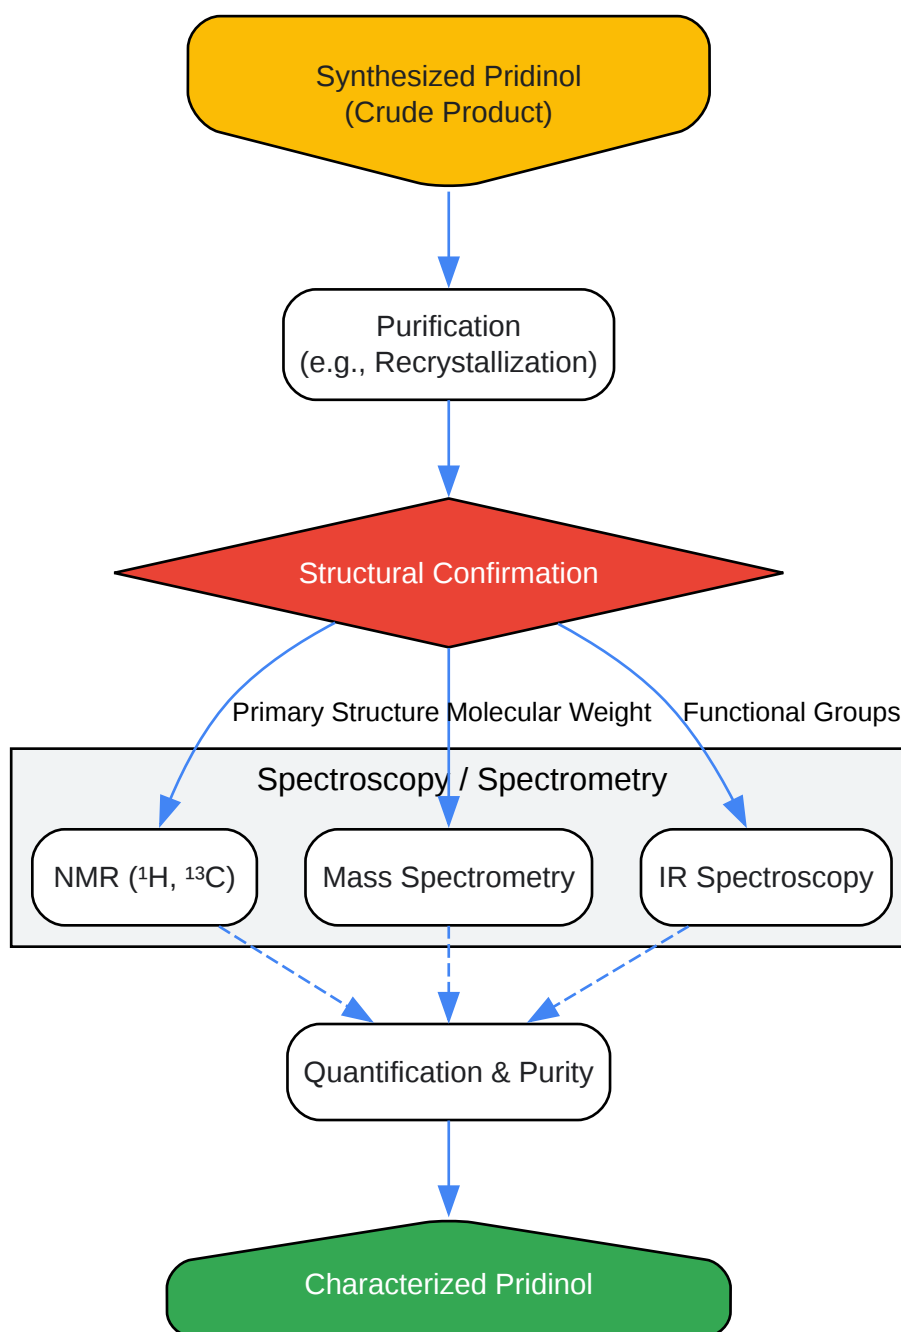 Synthesized Pridinol
(Crude Product)
Purification
(e.g., Recrystallization)
Structural Confirmation
Primary Structure
Molecular Weight
Functional Groups
Spectroscopy / Spectrometry
NMR (¹H, ¹³C)
Mass Spectrometry
IR Spectroscopy
Quantification & Purity
Characterized Pridinol